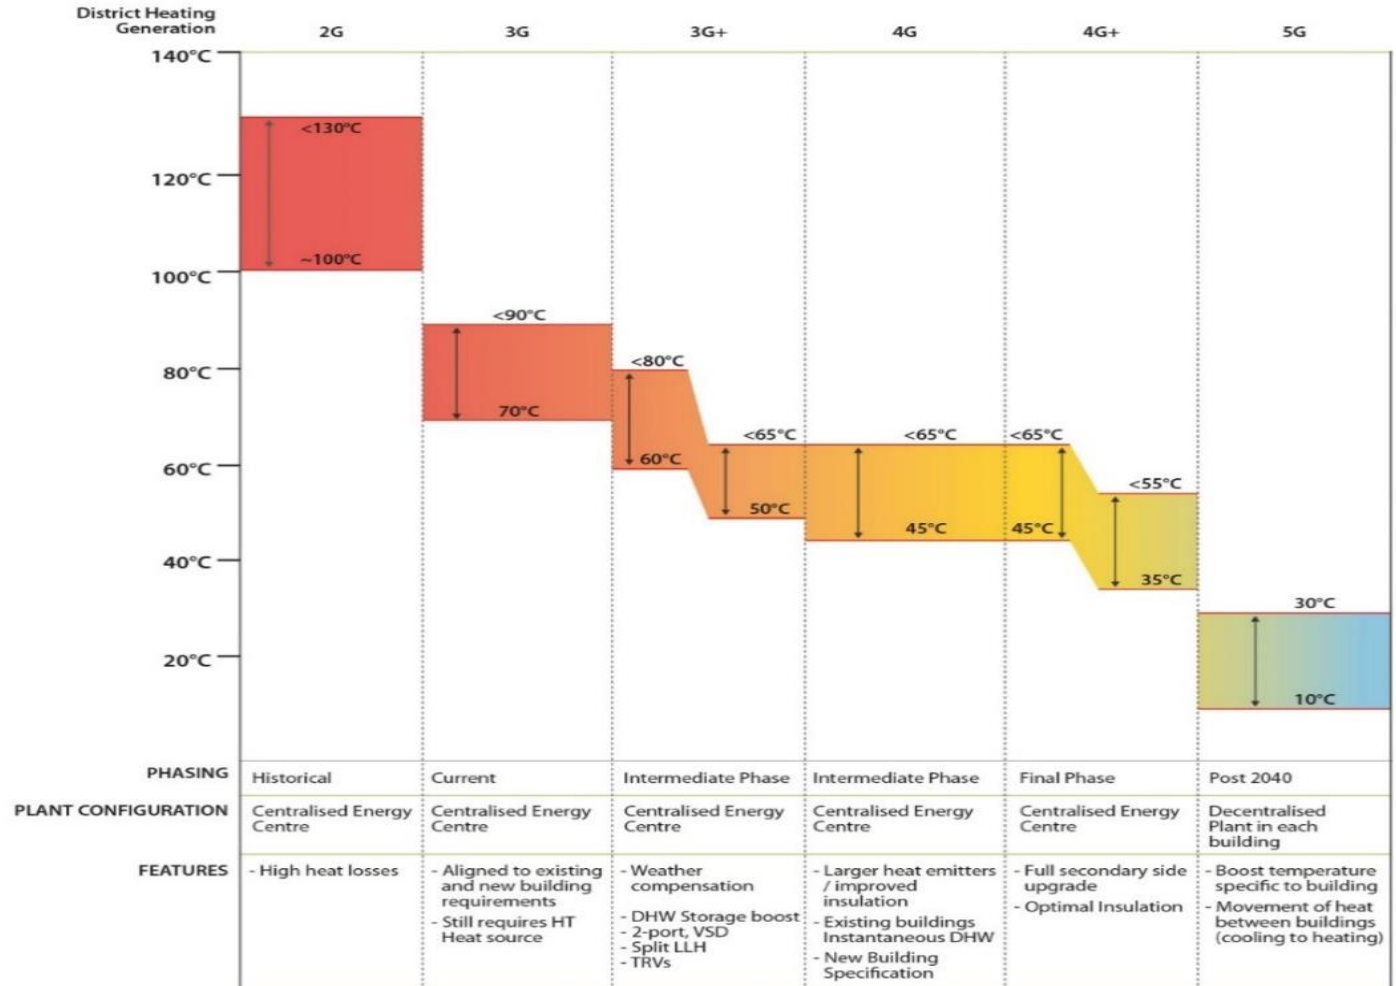 District Heating
Generation
2G
3G
3G+
4G
4G+
5G
140°C
120°C
100°C
80°C
60°C
40°C
20°C
<130°C
~100°C
<90°C
70°C
<80°C
60°C
<65°C
50°C
<65°C
45°C
<65°C
45°C
<55°C
35°C
30°C
10°C
PHASING
Historical
Current
Intermediate Phase
Intermediate Phase
Final Phase
Post 2040
PLANT CONFIGURATION
Centralised Energy
Centre
Centralised Energy
Centre
Centralised Energy
Centre
Centralised Energy
Centre
Centralised Energy
Centre
Decentralised
Plant in each
building
FEATURES
- High heat losses
- Aligned to existing
and new building
requirements
- Still requires HT
Heat source
- Weather
compensation
- DHW Storage boost
- 2-port, VSD
- Split LLH
- TRVs
- Larger heat emitters
/ improved
insulation
- Existing buildings
Instantaneous DHW
- New Building
Specification
- Full secondary side
upgrade
- Optimal Insulation
- Boost temperature
specific to building
- Movement of heat
between buildings
(cooling to heating)